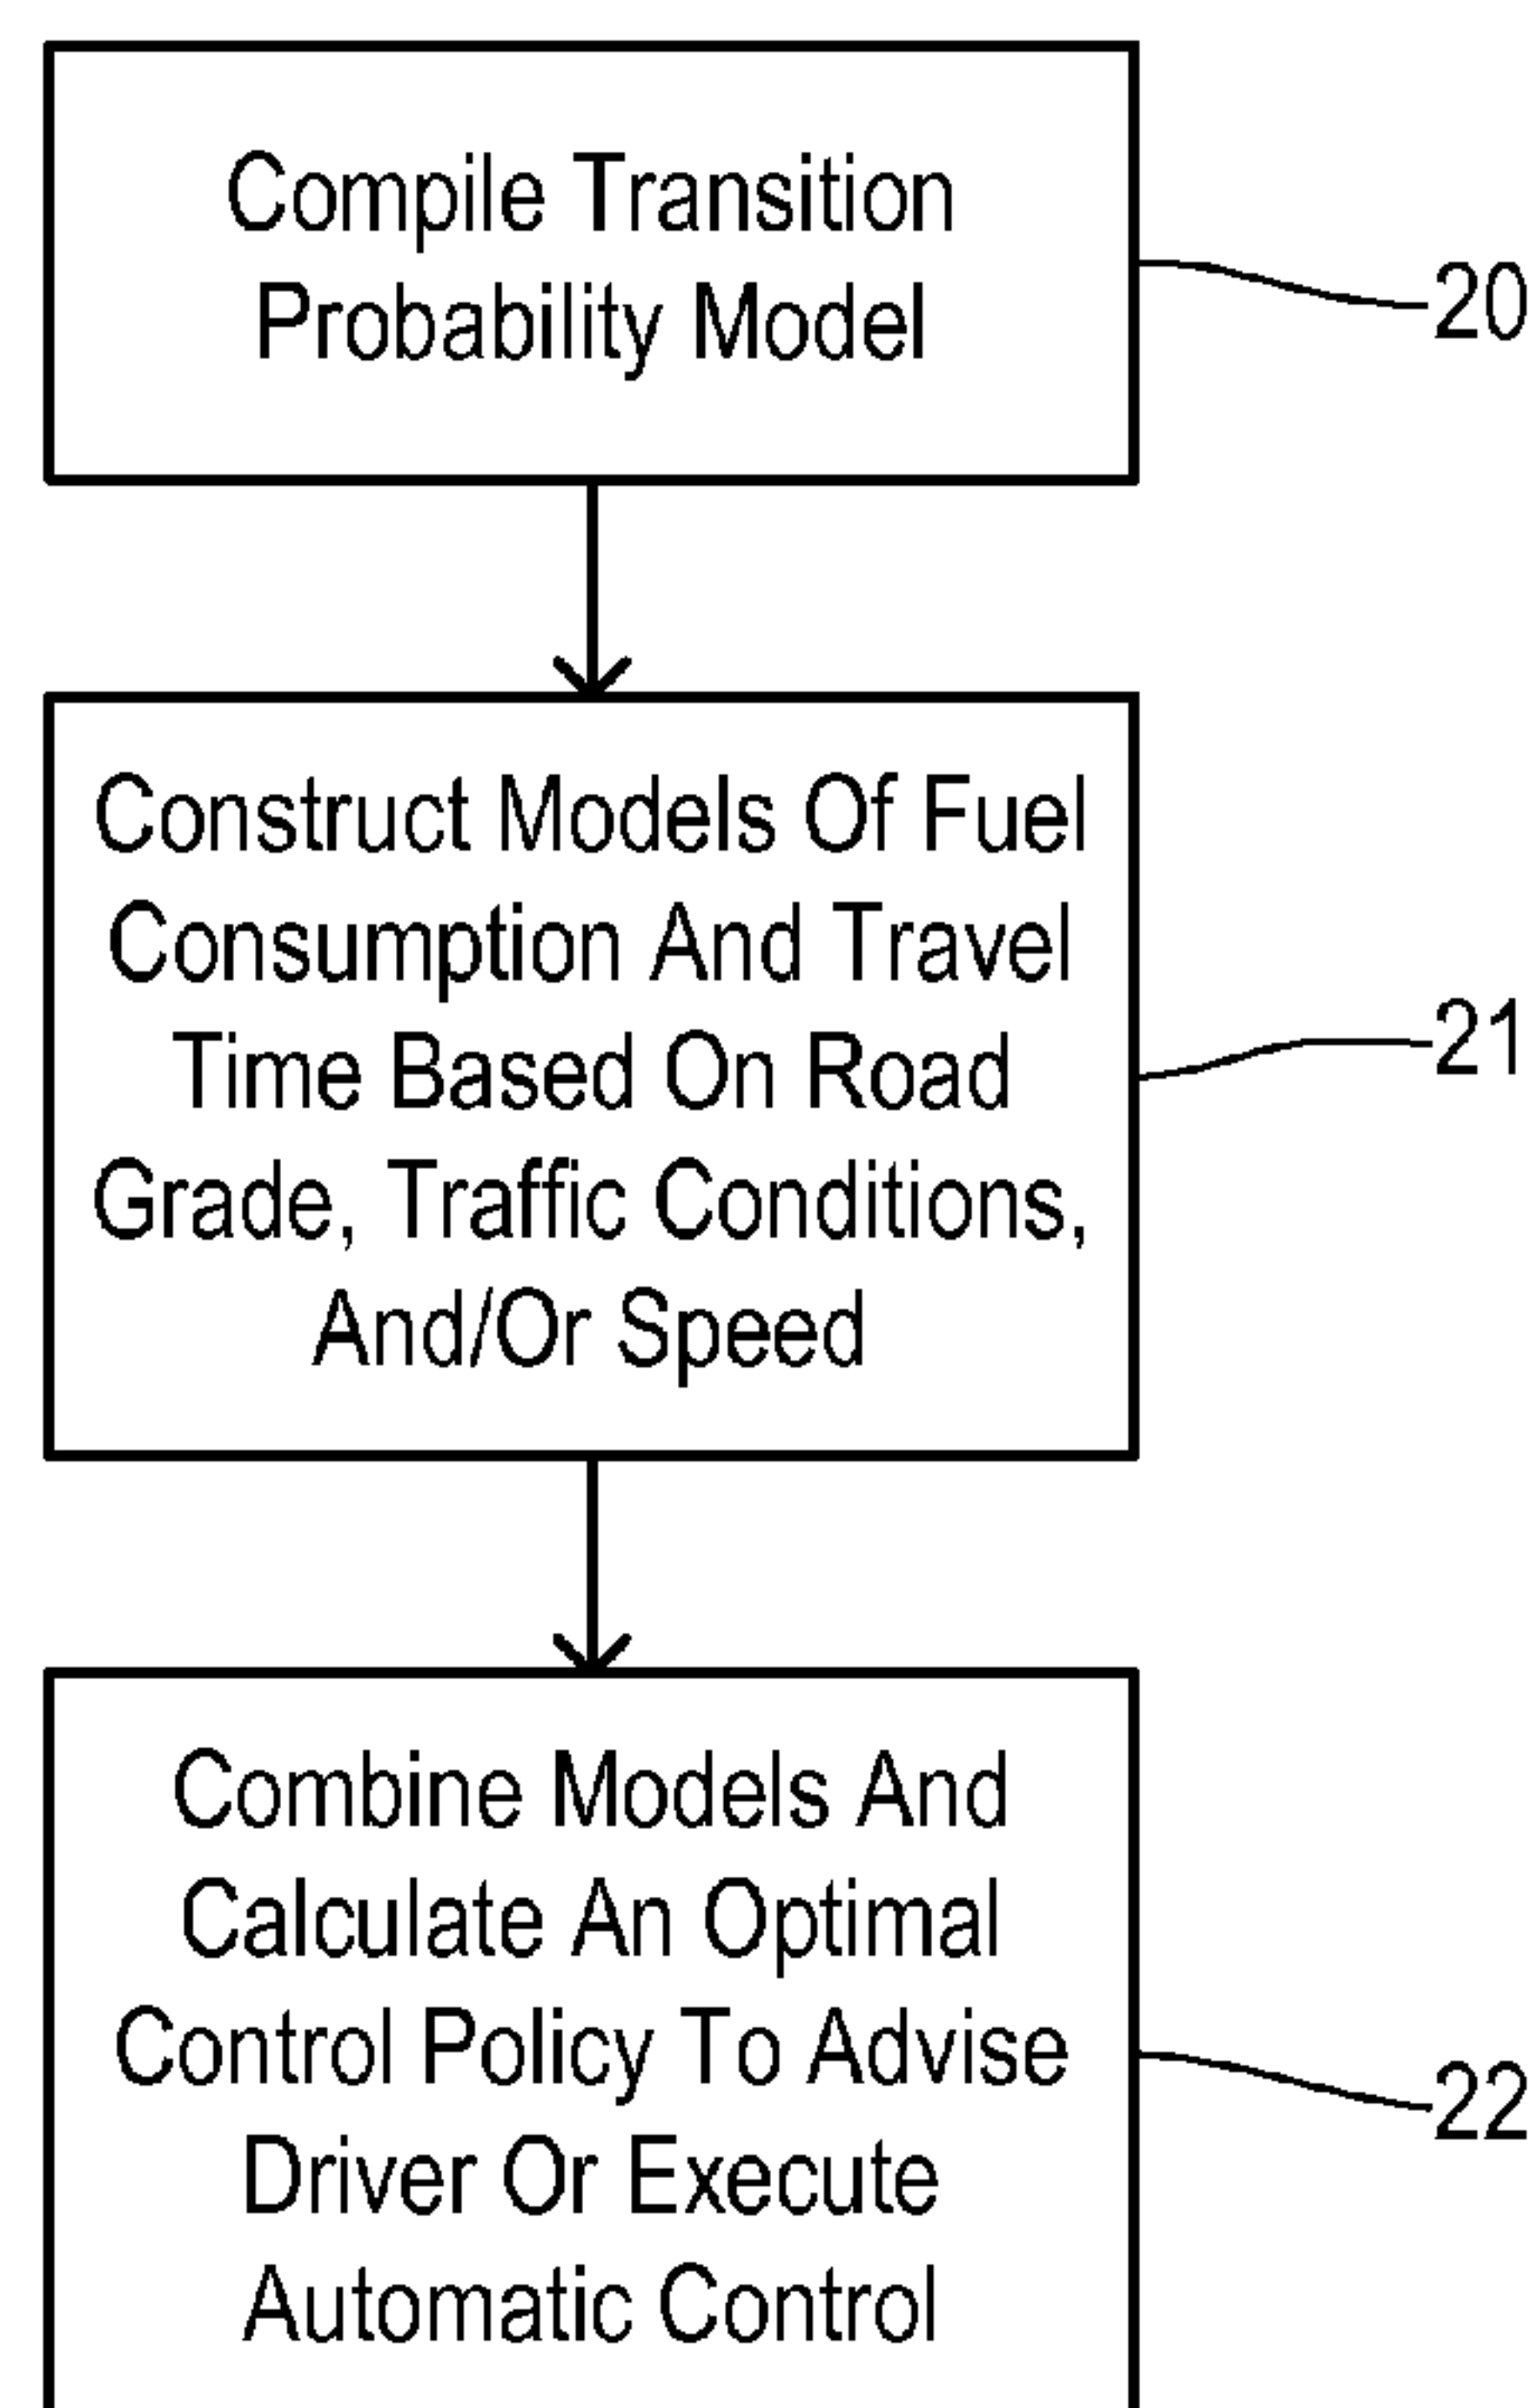 Compile Transition
Probability Model
20
Construct Models Of Fuel
Consumption And Travel
Time Based On Road
Grade, Traffic Conditions,
And/Or Speed
21
Combine Models And
Calculate An Optimal
Control Policy To Advise
Driver Or Execute
Automatic Control
22